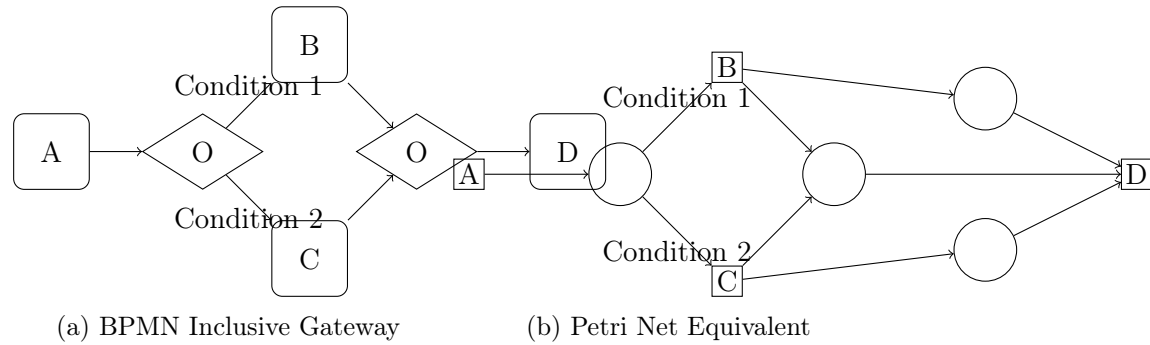 B
Condition 1
A
O
O
D
Condition 2
C
(a) BPMN Inclusive Gateway
B
Condition 1
A
D
Condition 2
C
(b) Petri Net Equivalent